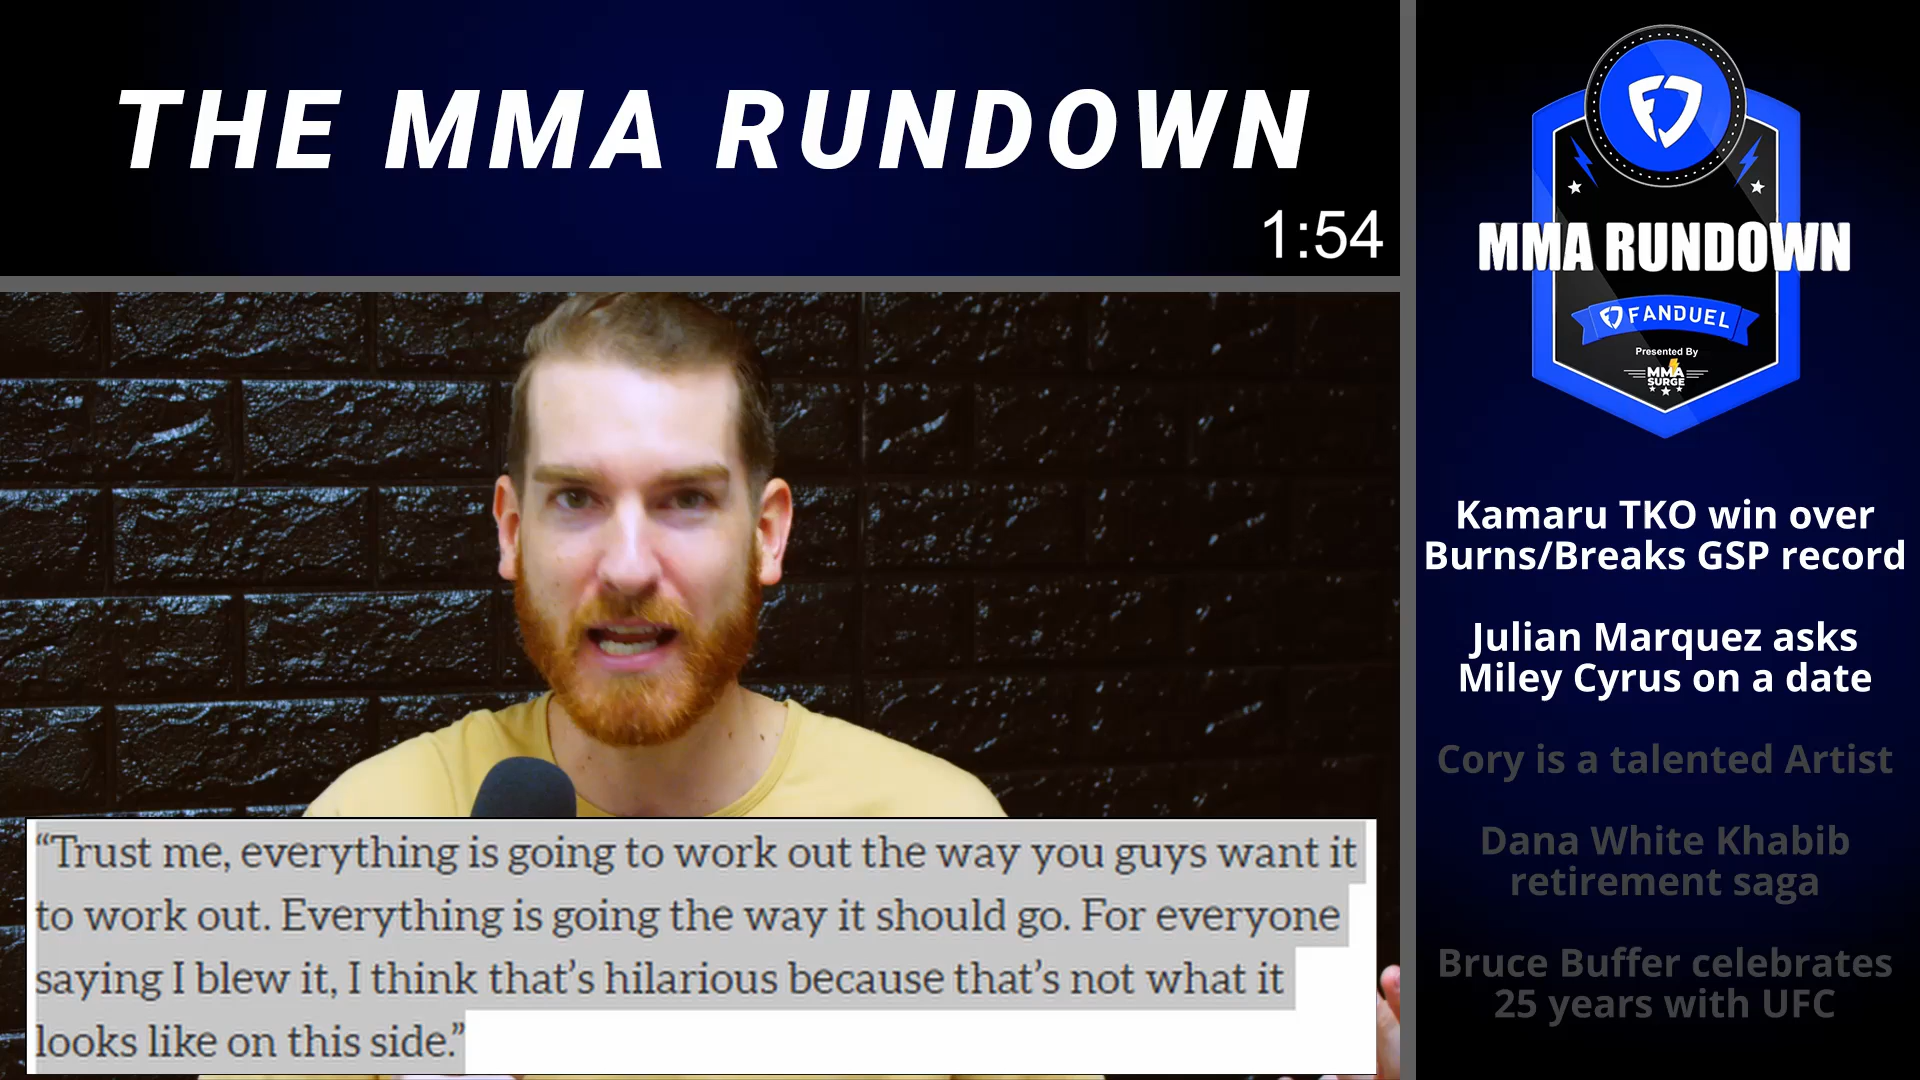 THE MMA RUNDOWN
1:54
MMA RUNDOWN
FANDUEL
Presented By
MMA
SURGE
Kamaru TKO win over
Burns/Breaks GSP record
Julian Marquez asks
Miley Cyrus on a date
Cory is a talented Artist
Dana White Khabib
retirement saga
Bruce Buffer celebrates
25 years with UFC
“Trust me, everything is going to work out the way you guys want it
to work out. Everything is going the way it should go. For everyone
saying I blew it, I think that’s hilarious because that’s not what it
looks like on this side.”